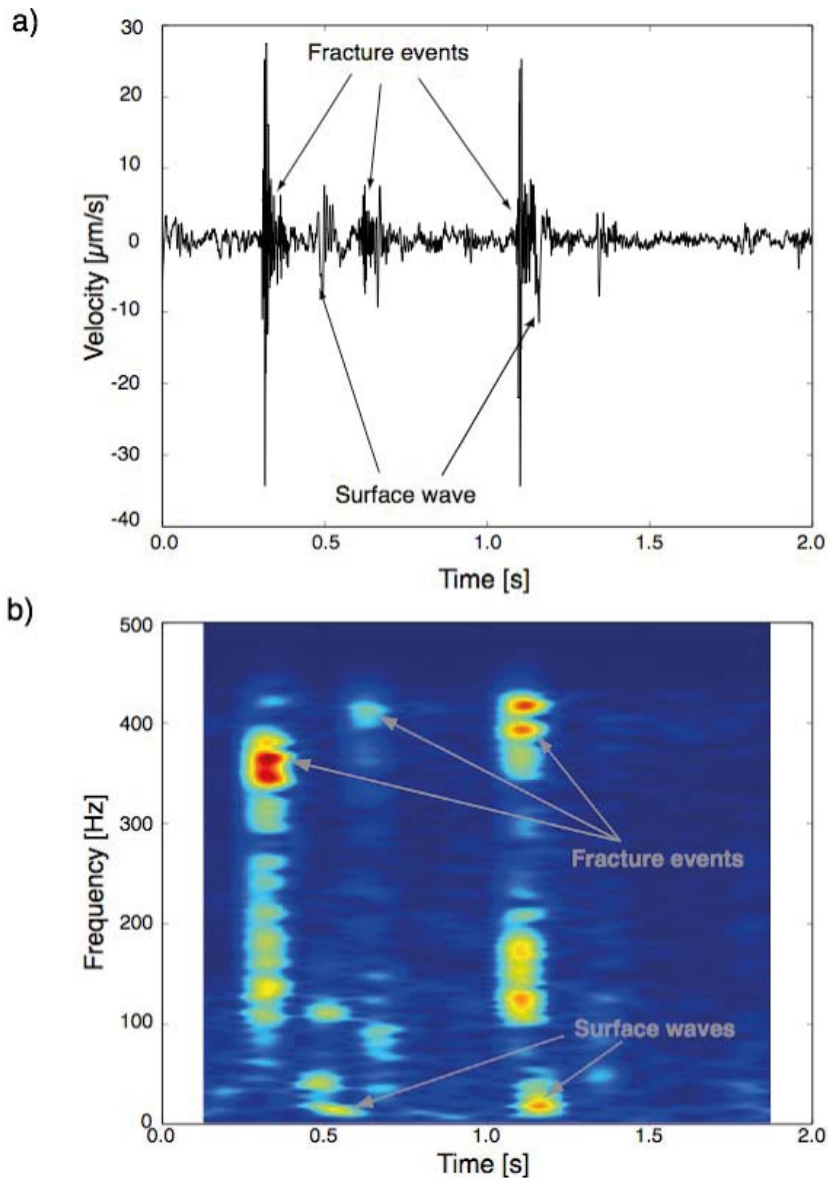 a)
30
20
10
0
-10
-20
-30
-40
Velocity [µm/s]
Fracture events
Surface wave
0.0 0.5 1.0 1.5 2.0
Time [s]
b)
500
400
300
200
100
0
Frequency [Hz]
Fracture events
Surface waves
0.0 0.5 1.0 1.5 2.0
Time [s]